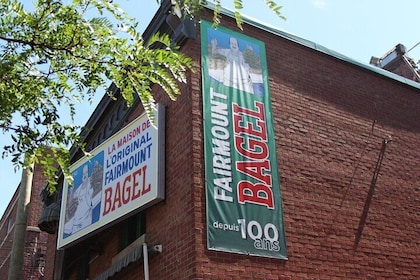 LA MAISON DE
L'ORIGINAL
FAIRMOUNT
BAGEL
FAIRMOUNT
BAGEL
depuis 100 ans